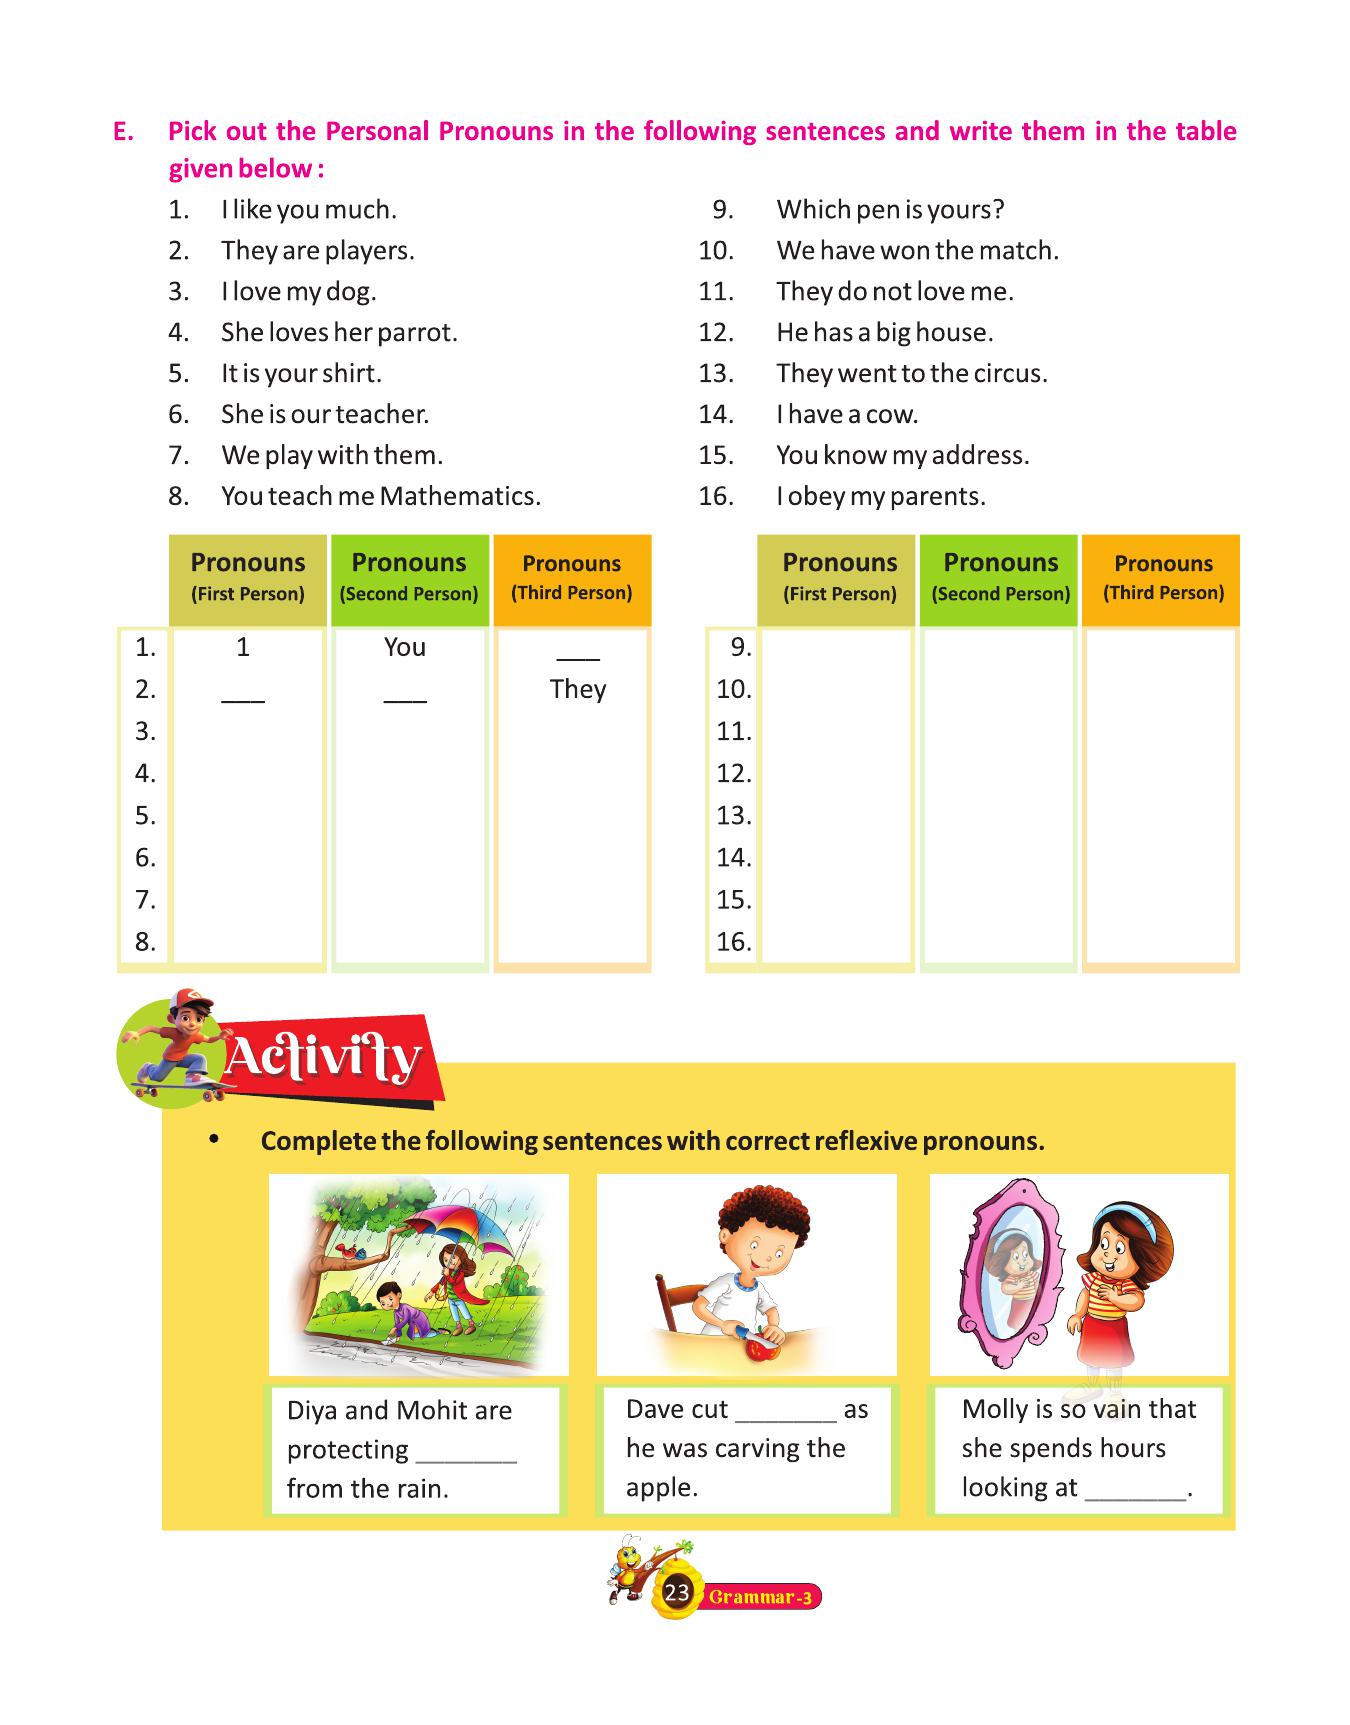 E. Pick out the Personal Pronouns in the following sentences and write them in the table
given below :
1. I like you much.
2. They are players.
3. I love my dog.
4. She loves her parrot.
5. It is your shirt.
6. She is our teacher.
7. We play with them.
8. You teach me Mathematics.
9. Which pen is yours?
10. We have won the match.
11. They do not love me.
12. He has a big house.
13. They went to the circus.
14. I have a cow.
15. You know my address.
16. I obey my parents.
Pronouns Pronouns Pronouns
(First Person) (Second Person) (Third Person)
1. 1 You ___
2. ___ ___ They
3.
4.
5.
6.
7.
8.
Pronouns Pronouns Pronouns
(First Person) (Second Person) (Third Person)
9.
10.
11.
12.
13.
14.
15.
16.
Activity
• Complete the following sentences with correct reflexive pronouns.
Diya and Mohit are
protecting _______
from the rain.
Dave cut _______ as
he was carving the
apple.
Molly is so vain that
she spends hours
looking at _______.
23 Grammar-3